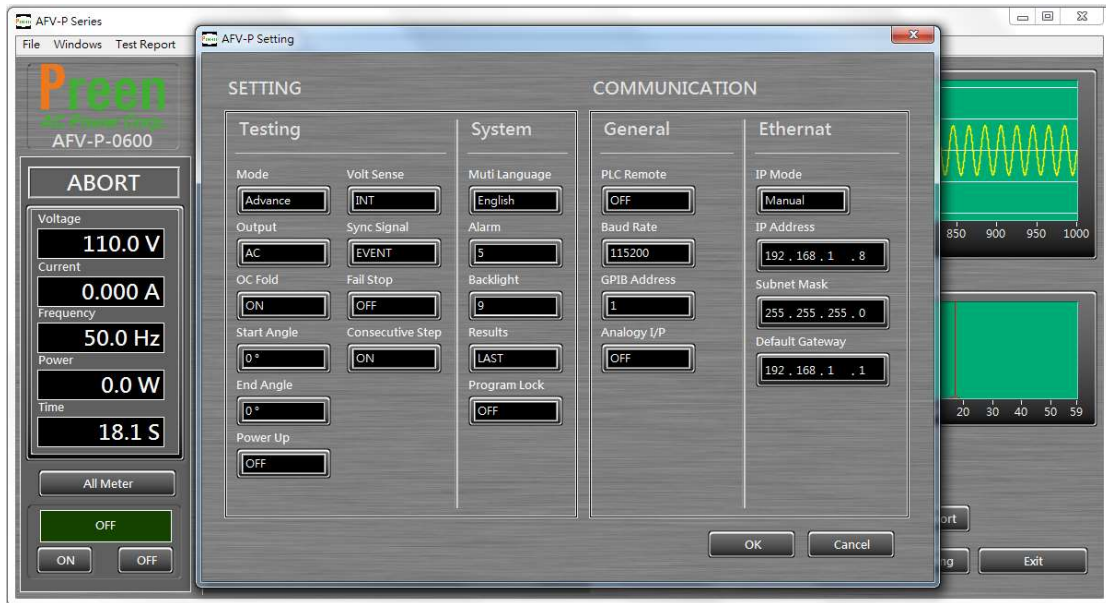 AFV-P Series
File Windows Test Report
Preen
AC Power Corp.
AFV-P-0600
ABORT
Voltage
110.0 V
Current
0.000 A
Frequency
50.0 Hz
Power
0.0 W
Time
18.1 S
All Meter
OFF
ON OFF
AFV-P Setting
SETTING
Testing
Mode
Advance
Output
AC
OC Fold
ON
Start Angle
0 °
End Angle
0 °
Power Up
OFF
Volt Sense
INT
Sync Signal
EVENT
Fail Stop
OFF
Consecutive Step
ON
System
Muti Language
English
Alarm
5
Backlight
9
Results
LAST
Program Lock
OFF
COMMUNICATION
General
PLC Remote
OFF
Baud Rate
115200
GPIB Address
1
Analogy I/P
OFF
Ethernat
IP Mode
Manual
IP Address
192 . 168 . 1 . 8
Subnet Mask
255 . 255 . 255 . 0
Default Gateway
192 . 168 . 1 . 1
OK Cancel
850 900 950 1000
20 30 40 50 59
ort
ng
Exit